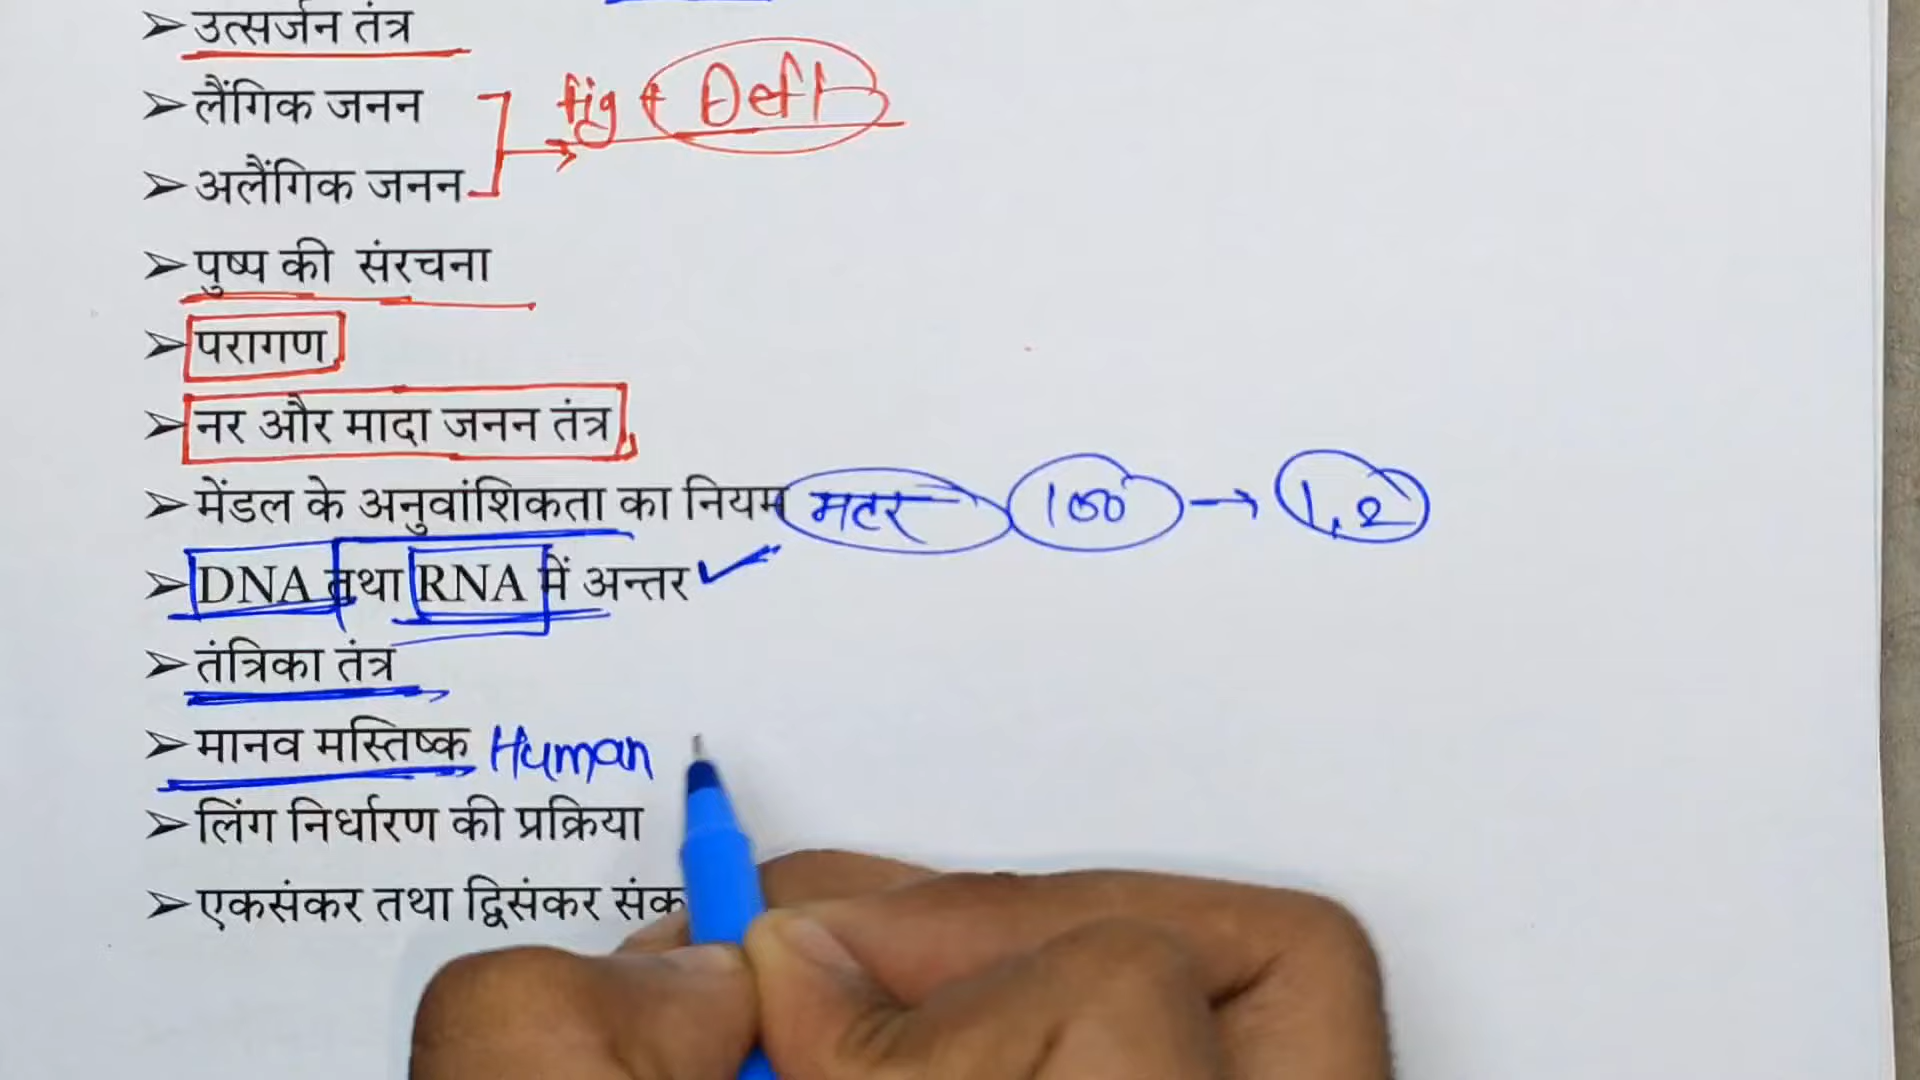 ➢ उत्सर्जन तंत्र
➢ लैंगिक जनन fig + Defi
➢ अलैंगिक जनन
➢ पुष्प की संरचना
➢ परागण
➢ नर और मादा जनन तंत्र
➢ मेंडल के अनुवांशिकता का नियम मटर 100 → 1, 2
➢ DNA तथा RNA में अन्तर ✓
➢ तंत्रिका तंत्र
➢ मानव मस्तिष्क Human
➢ लिंग निर्धारण की प्रक्रिया
➢ एकसंकर तथा द्विसंकर